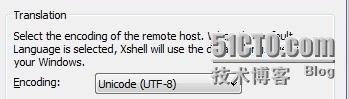 Translation
Select the encoding of the remote host. W
Language is selected, Xshell will use the d
your Windows.
Encoding: Unicode (UTF-8)
51CTO.com
技术博客 Blog